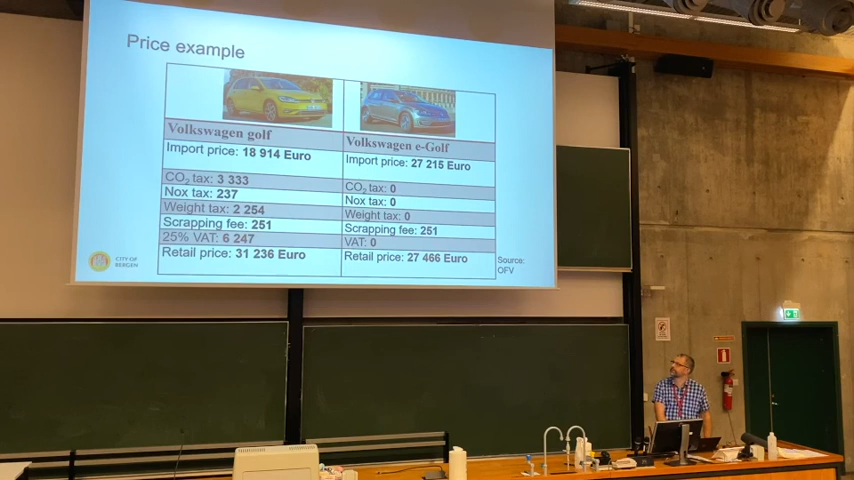 Price example
Volkswagen golf
Import price: 18 914 Euro
CO2 tax: 3 333
Nox tax: 237
Weight tax: 2 254
Scrapping fee: 251
25% VAT: 6 247
Retail price: 31 236 Euro
Volkswagen e-Golf
Import price: 27 215 Euro
CO2 tax: 0
Nox tax: 0
Weight tax: 0
Scrapping fee: 251
VAT: 0
Retail price: 27 466 Euro
Source:
OFV
CITY OF
BERGEN